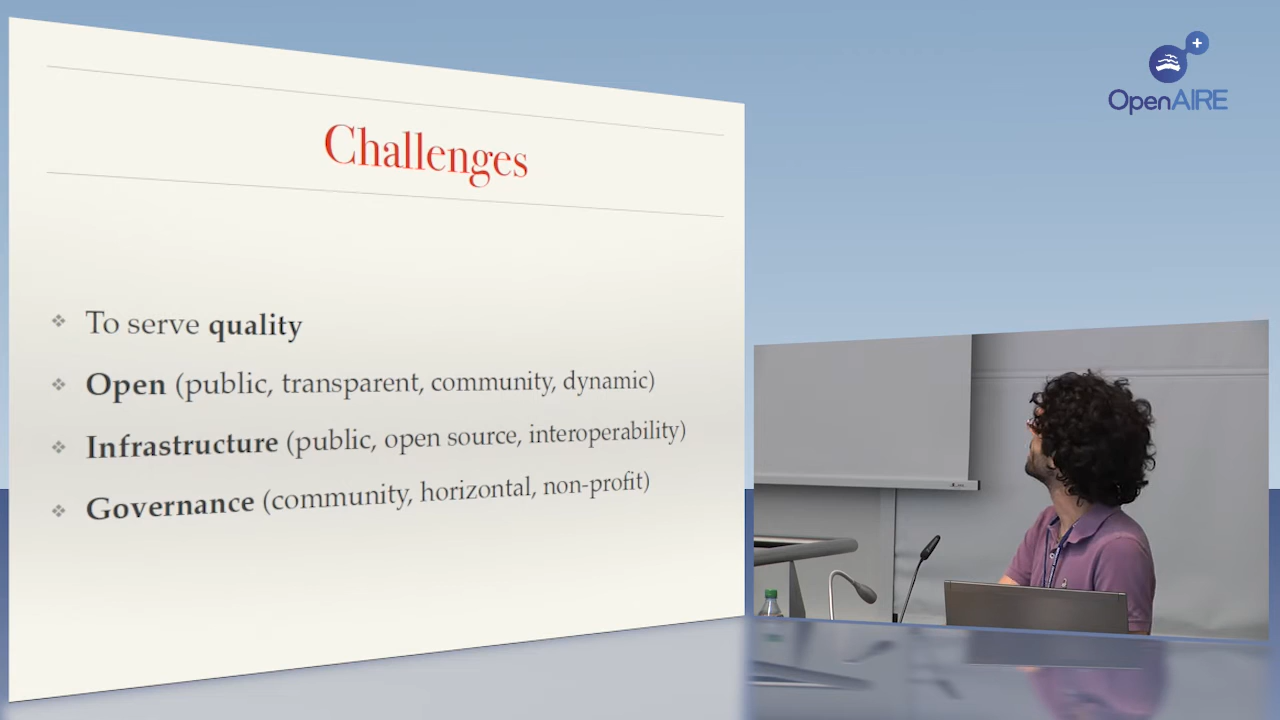 OpenAIRE
Challenges
To serve quality
Open (public, transparent, community, dynamic)
Infrastructure (public, open source, interoperability)
Governance (community, horizontal, non-profit)